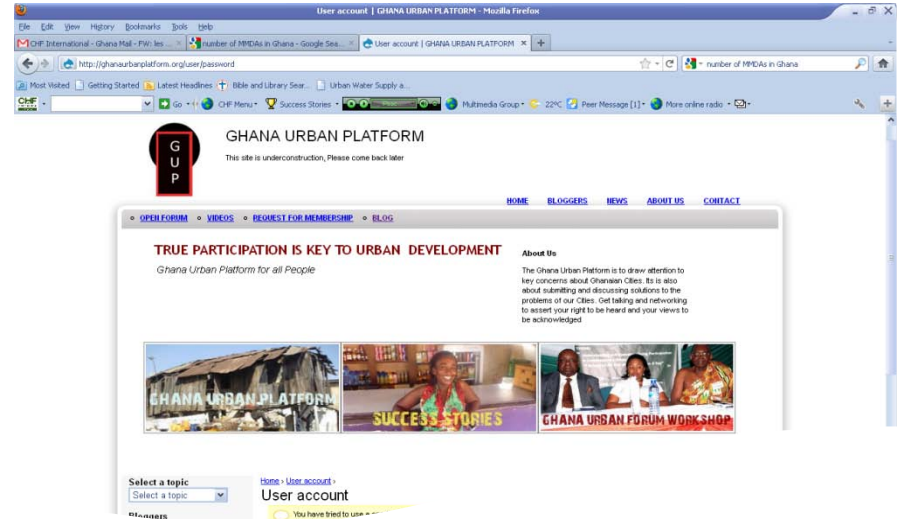 User account | GHANA URBAN PLATFORM - Mozilla Firefox
File Edit View History Bookmarks Tools Help
CHF International - Ghana Mail - FW: les ... number of MMDAs in Ghana - Google Sea... User account | GHANA URBAN PLATFORM
http://ghanaurbanplatform.org/user/password number of MMDAs in Ghana
Most Visited Getting Started Latest Headlines Bible and Library Sear... Urban Water Supply a...
CHF Go CHF Menu Success Stories Multimedia Group 22°C Peer Message [1] More online radio
GUP
GHANA URBAN PLATFORM
This site is underconstruction, Please come back later
HOME BLOGGERS NEWS ABOUT US CONTACT
OPEN FORUM VIDEOS REQUEST FOR MEMBERSHIP BLOG
TRUE PARTICIPATION IS KEY TO URBAN DEVELOPMENT
Ghana Urban Platform for all People
About Us
The Ghana Urban Platform is to draw attention to
key concerns about Ghanaian Cities. Its is also
about submitting and discussing solutions to the
problems of our Cities. Get talking and networking
to assert your right to be heard and your views to
be acknowledged
GHANA URBAN PLATFORM
SUCCESS STORIES
GHANA URBAN FORUM WORKSHOP
Select a topic
Select a topic
Bloggers
Home › User account ›
User account
You have tried to use a